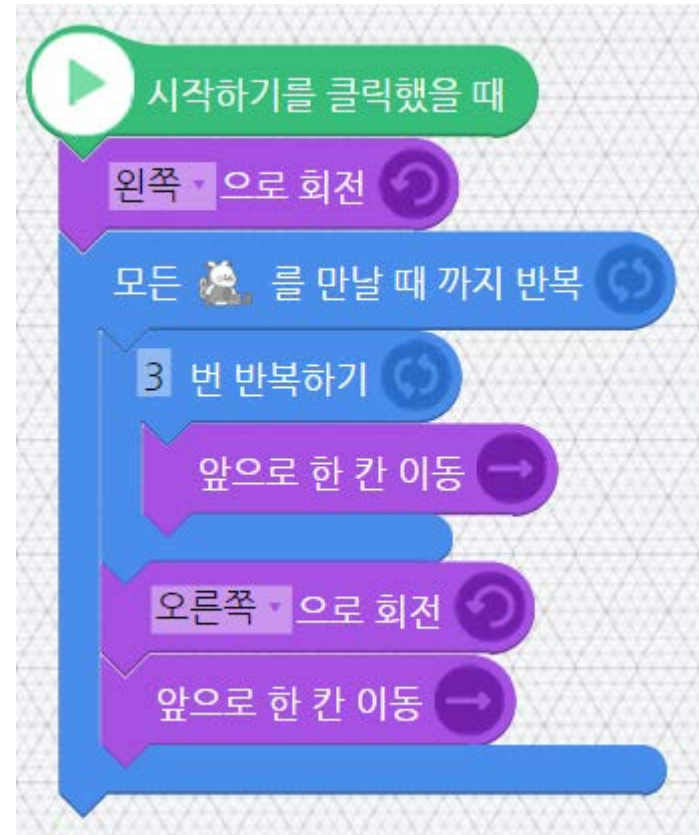 시작하기를 클릭했을 때
왼쪽 으로 회전
모든 를 만날 때 까지 반복
3 번 반복하기
앞으로 한 칸 이동
오른쪽 으로 회전
앞으로 한 칸 이동